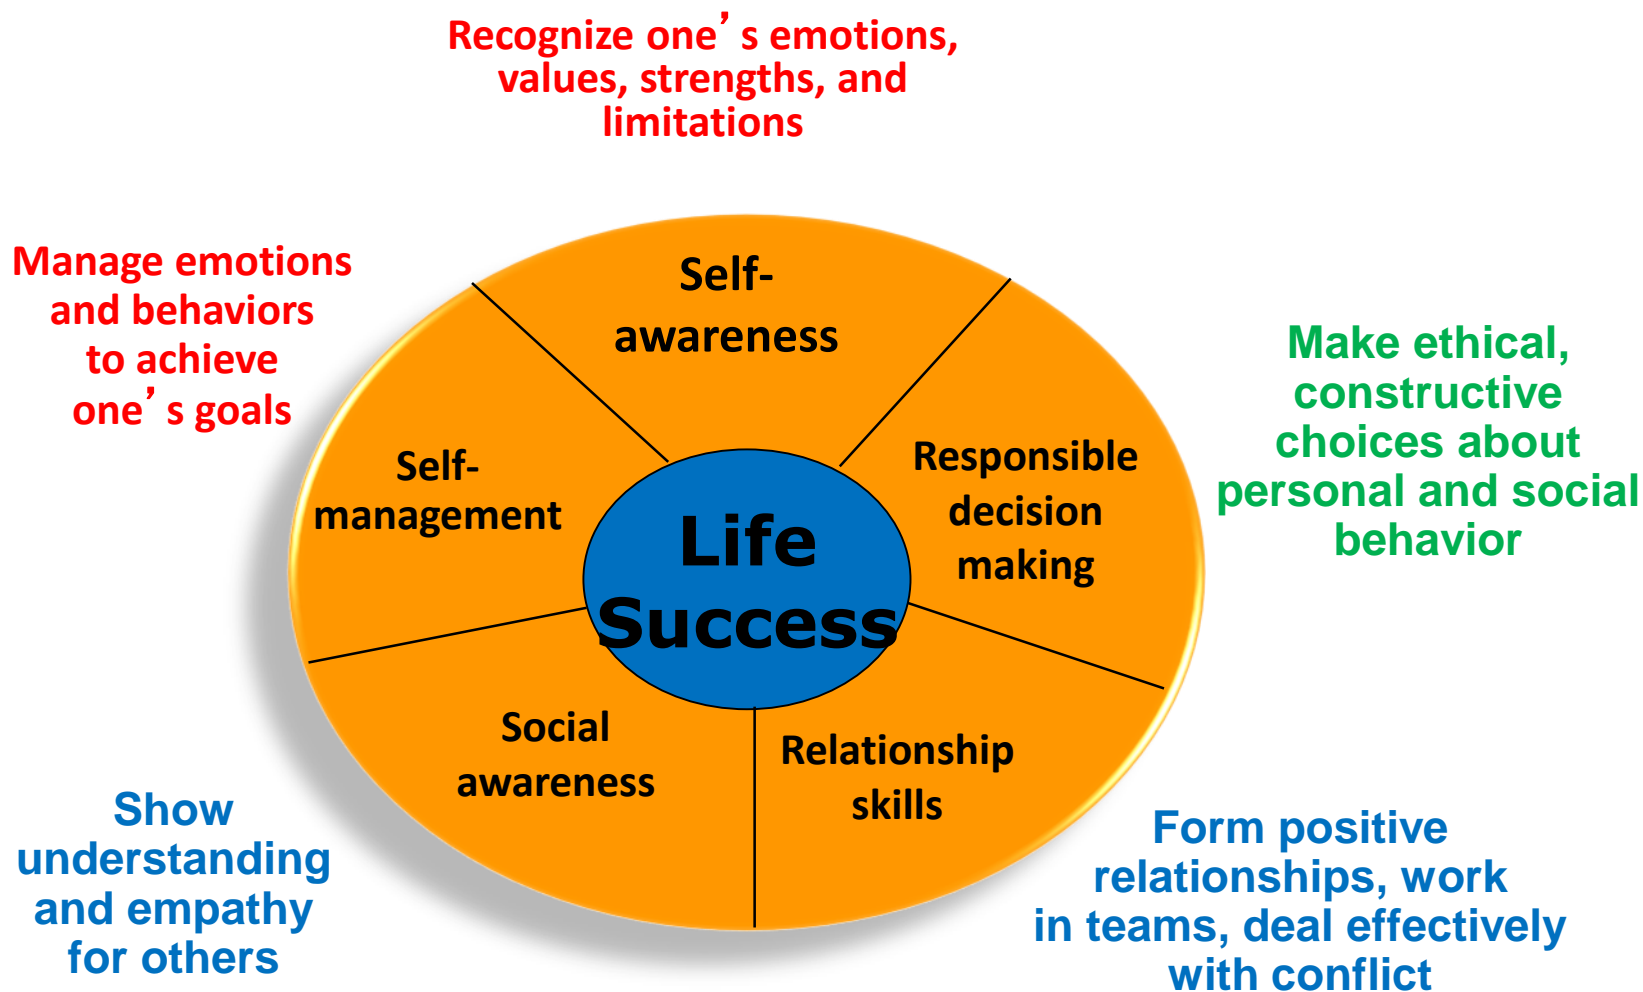 Recognize one’s emotions,
values, strengths, and
limitations
Manage emotions
and behaviors
to achieve
one’s goals
Self-
awareness
Make ethical,
constructive
choices about
personal and social
behavior
Self-
management
Responsible
decision
making
Life
Success
Social
awareness
Relationship
skills
Show
understanding
and empathy
for others
Form positive
relationships, work
in teams, deal effectively
with conflict